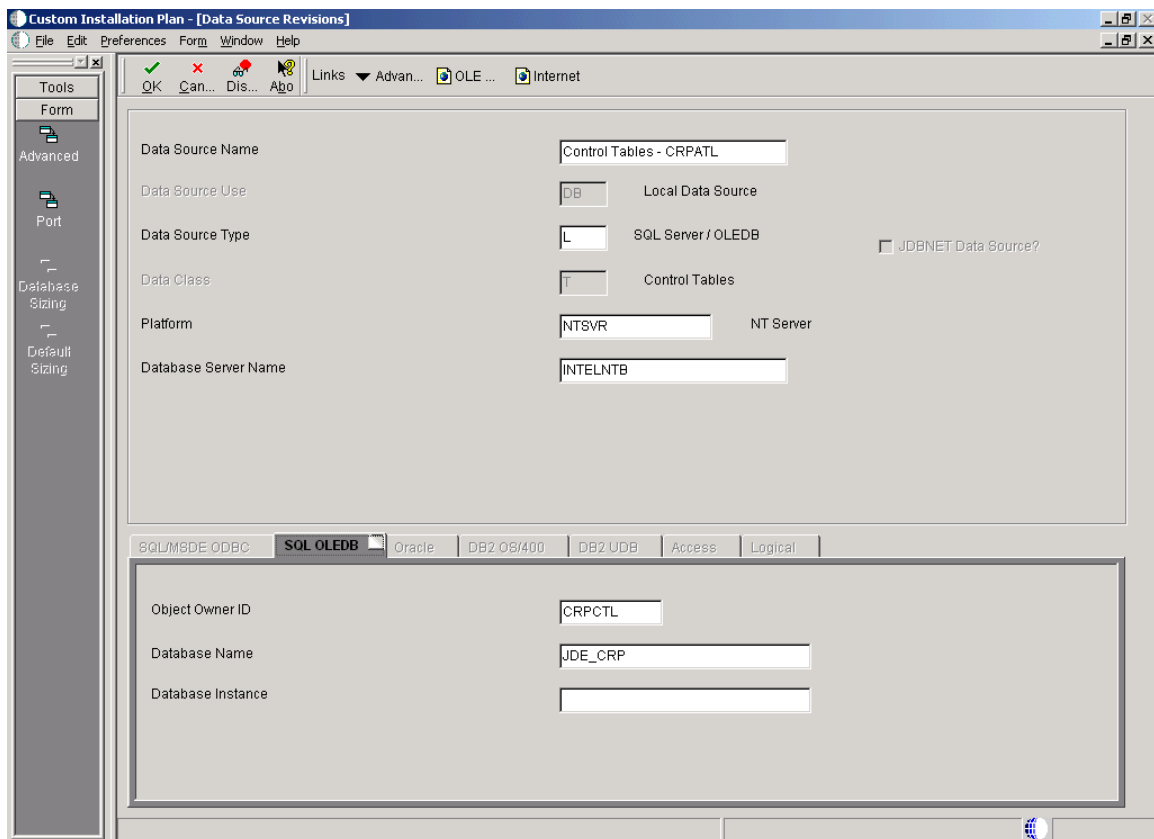 Custom Installation Plan - [Data Source Revisions]
File Edit Preferences Form Window Help
OK Can... Dis... Abo Links Advan... OLE ... Internet
Tools
Form
Advanced
Port
Database
Sizing
Default
Sizing
Data Source Name Control Tables - CRPATL
Data Source Use DB Local Data Source
Data Source Type L SQL Server / OLEDB
JDBNET Data Source?
Data Class T Control Tables
Platform NTSVR NT Server
Database Server Name INTELNTB
SQL/MSDE ODBC SQL OLEDB Oracle DB2 OS/400 DB2 UDB Access Logical
Object Owner ID CRPCTL
Database Name JDE_CRP
Database Instance